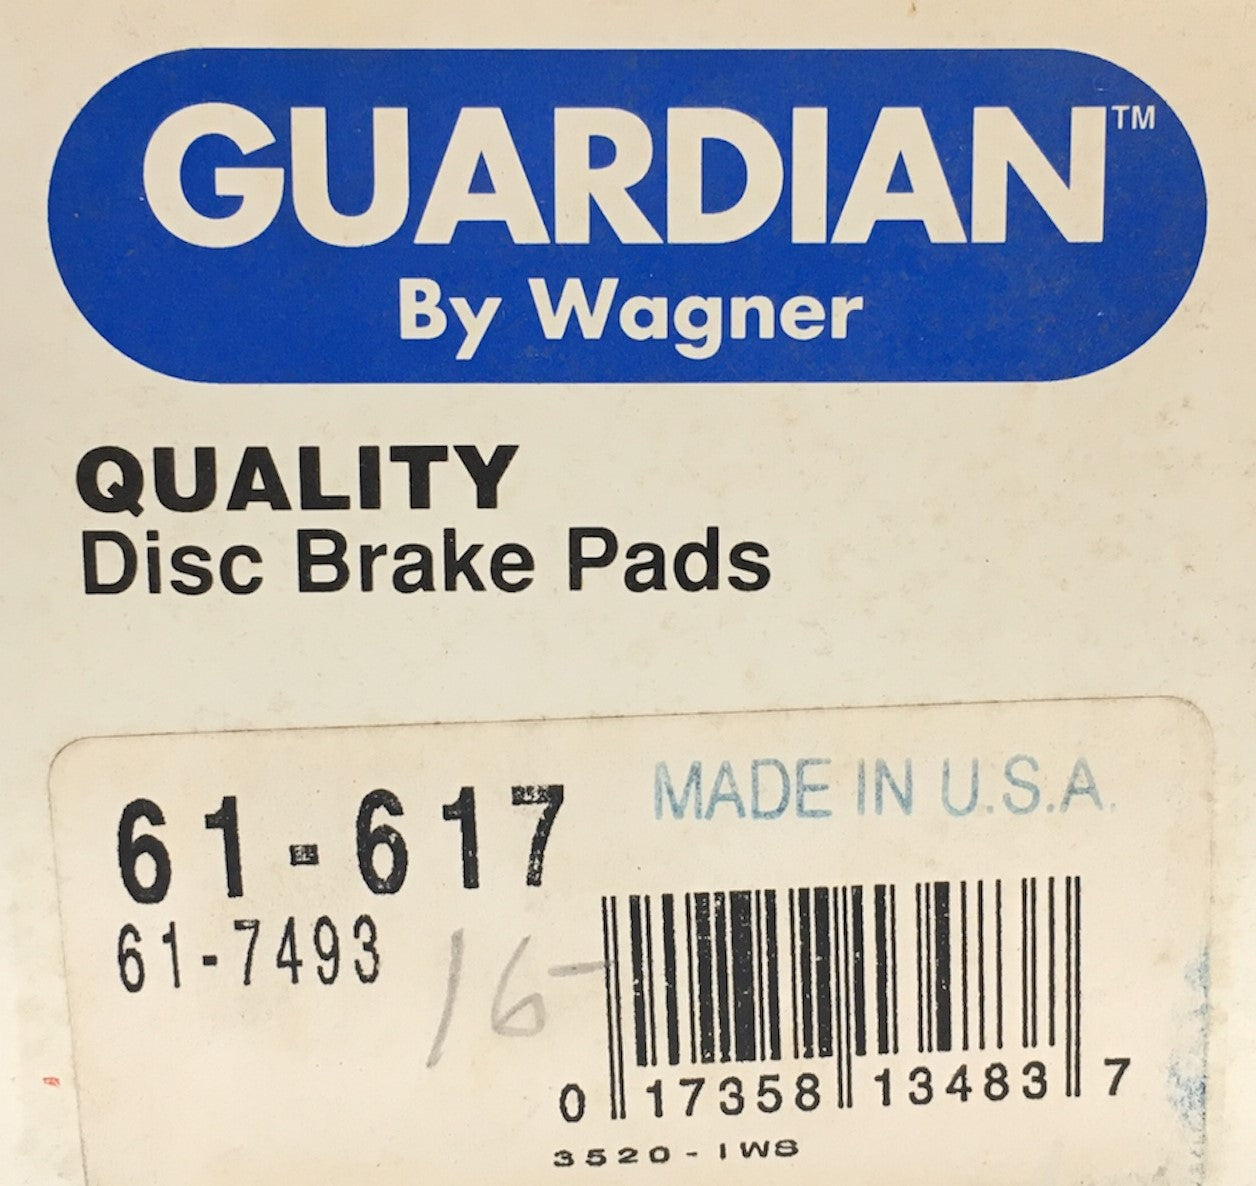 GUARDIAN™
By Wagner
QUALITY
Disc Brake Pads
61-617
MADE IN U.S.A.
61-7493
16-
0 17358 13483 7
3520-1WS